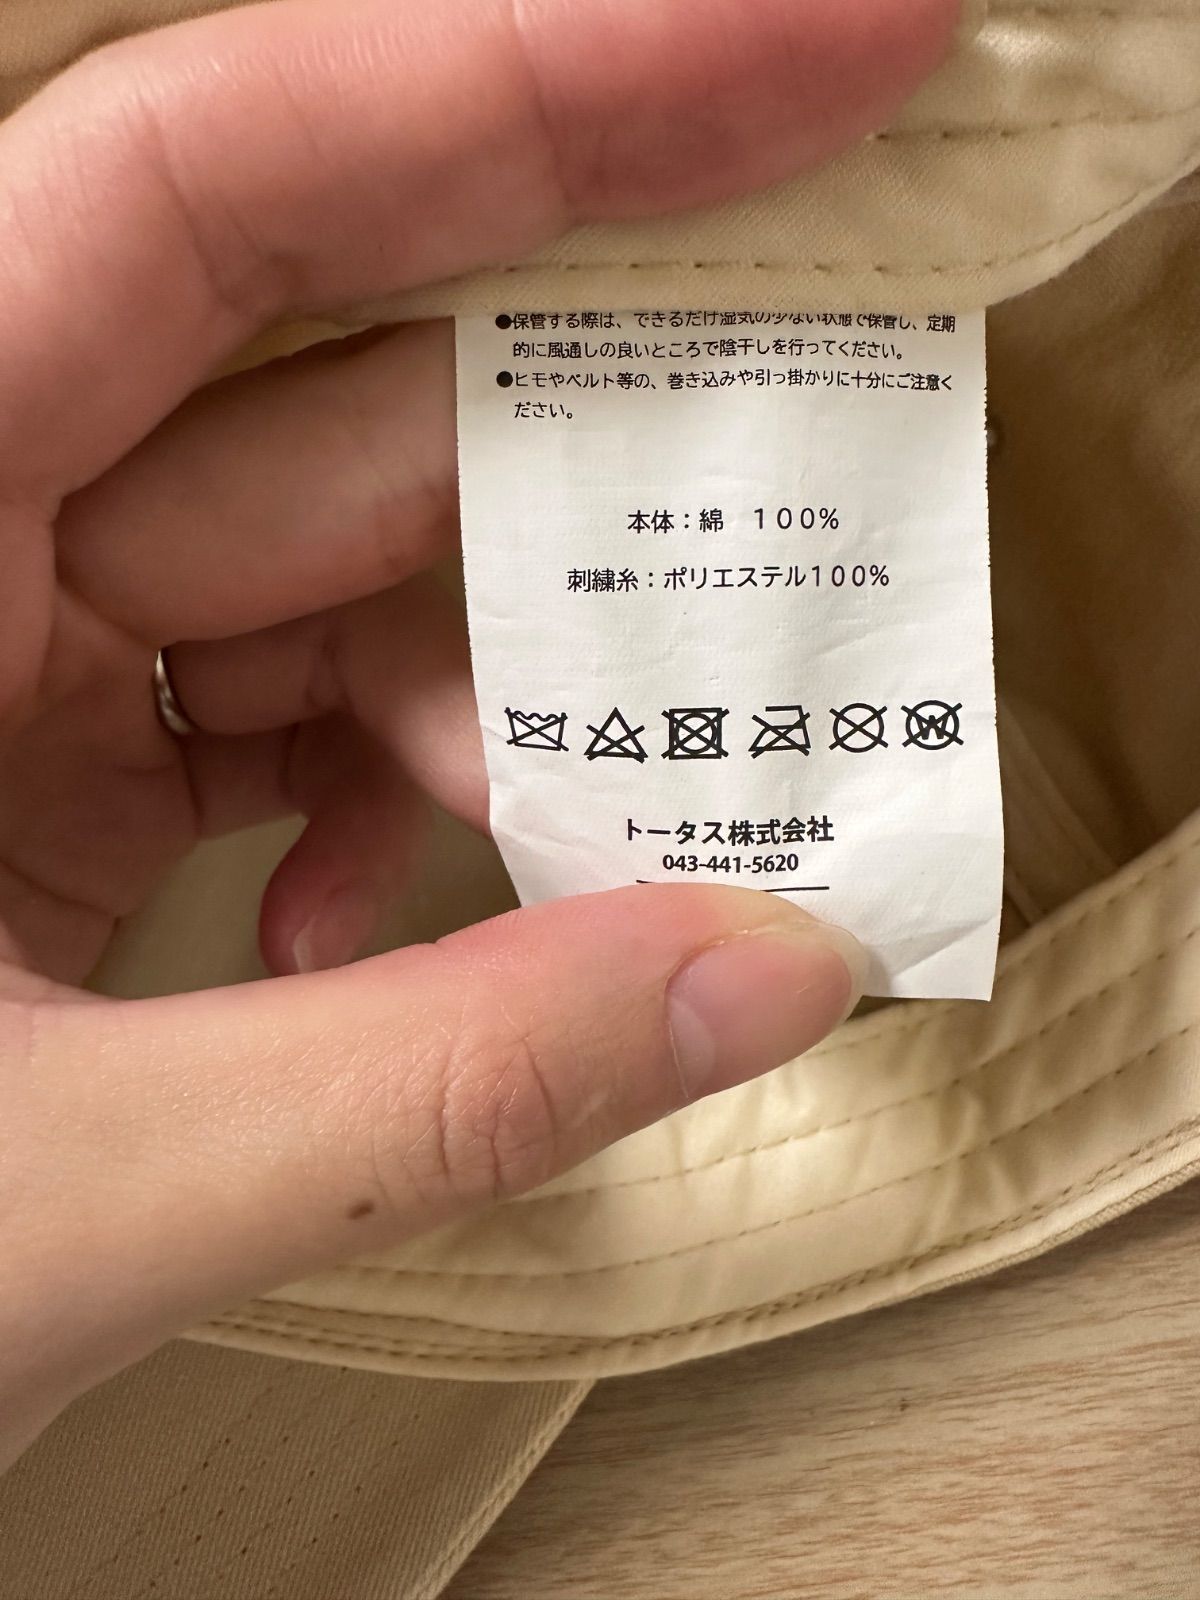 ●保管する際は、できるだけ湿気の少ない状態で保管し、定期
的に風通しの良いところで陰干しを行ってください。
●ヒモやベルト等の、巻き込みや引っ掛かりに十分にご注意く
ださい。
本体：綿　１００％
刺繍糸：ポリエステル１００％
W
トータス株式会社
043-441-5620